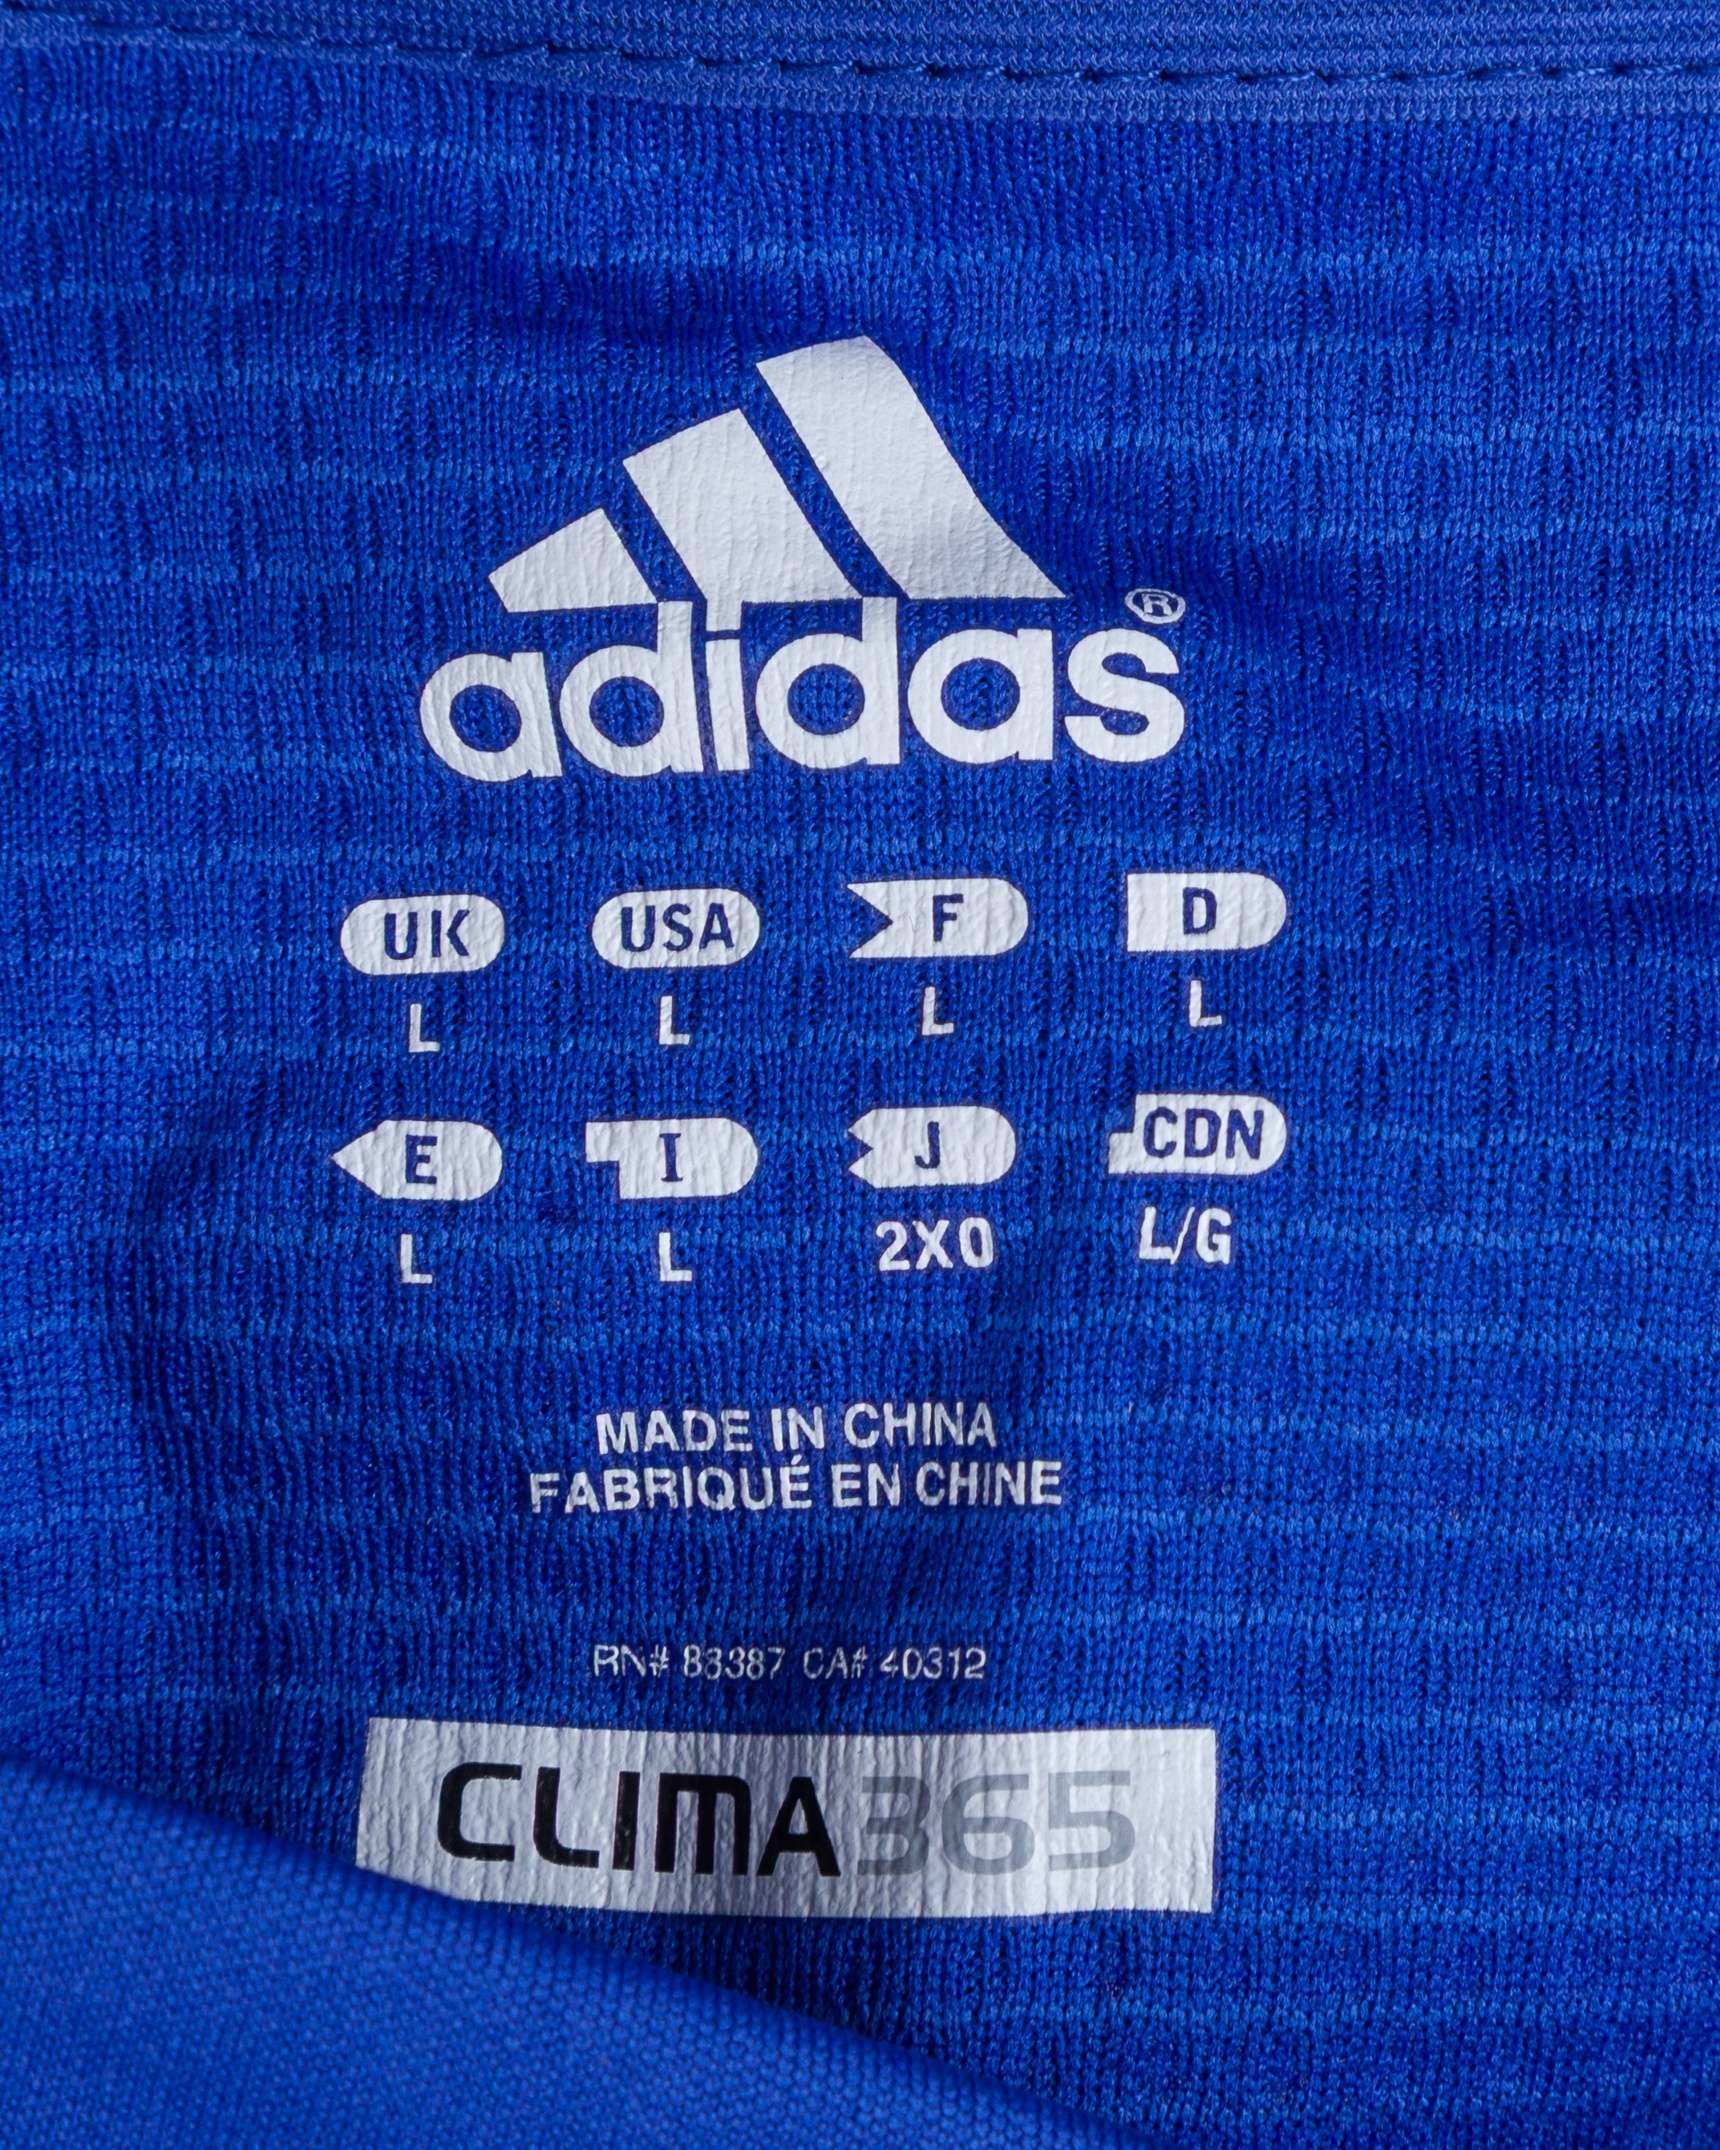 adidas®
UK USA F D
L L L L
E I J CDN
L L 2XO L/G
MADE IN CHINA
FABRIQUÉ EN CHINE
RN# 88387 CA# 40312
CLIMA365